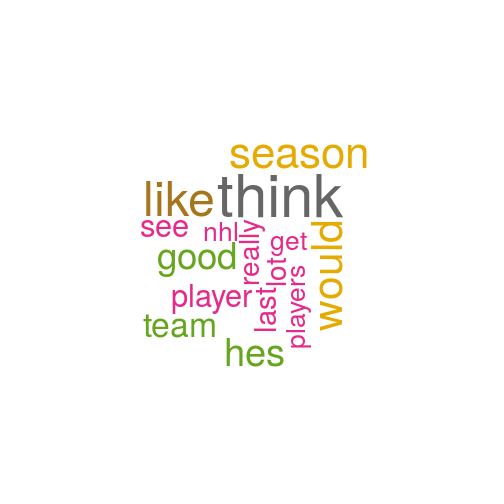 season
like
think
see
nhl
really
get
would
good
lot
player
last
players
team
hes